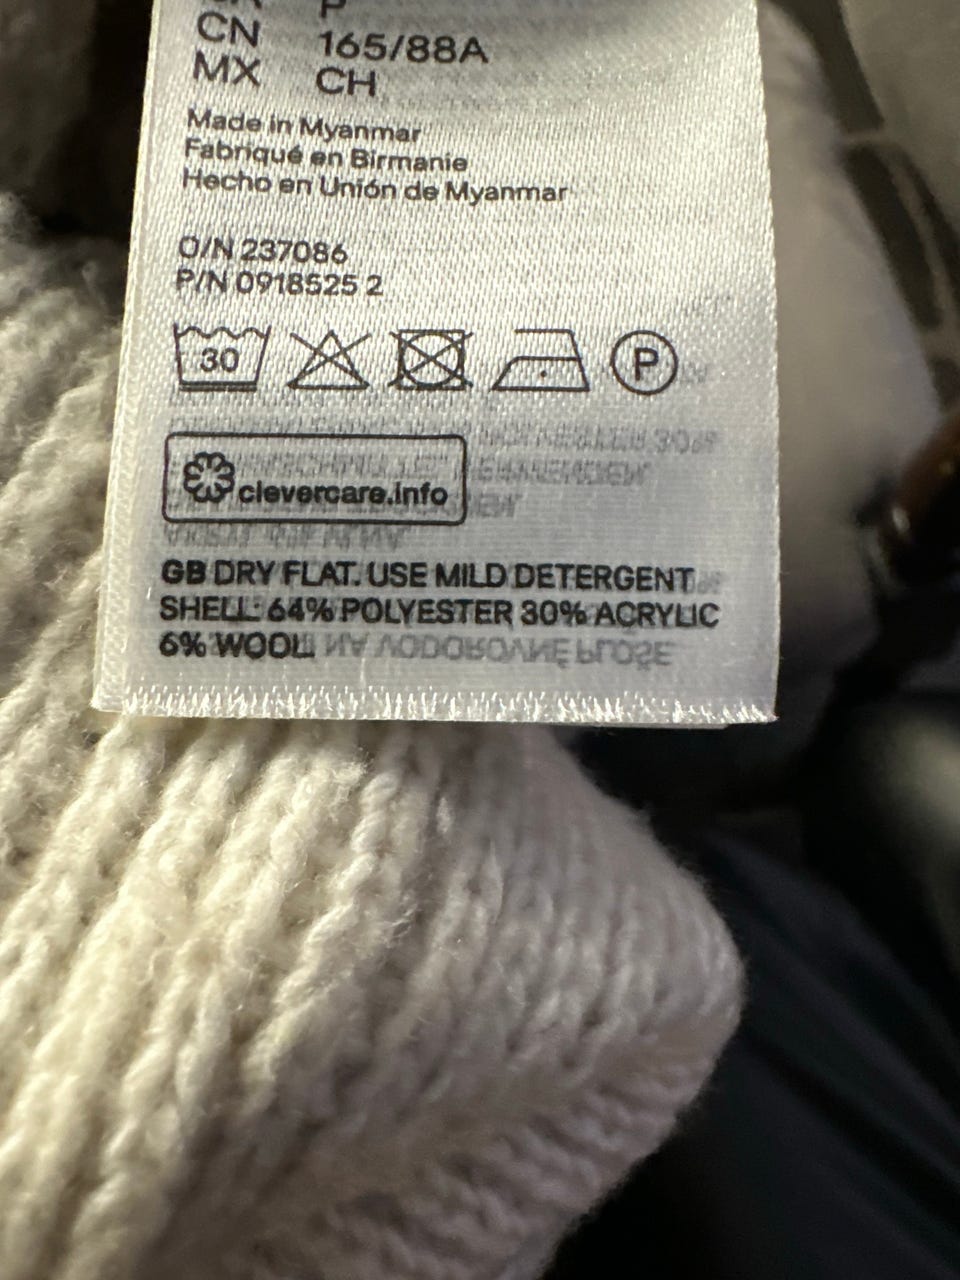 P
CN 165/88A
MX CH
Made in Myanmar
Fabriqué en Birmanie
Hecho en Unión de Myanmar
O/N 237086
P/N 0918525 2
30
P
clevercare.info
GB DRY FLAT. USE MILD DETERGENT
SHELL: 64% POLYESTER 30% ACRYLIC
6% WOOL